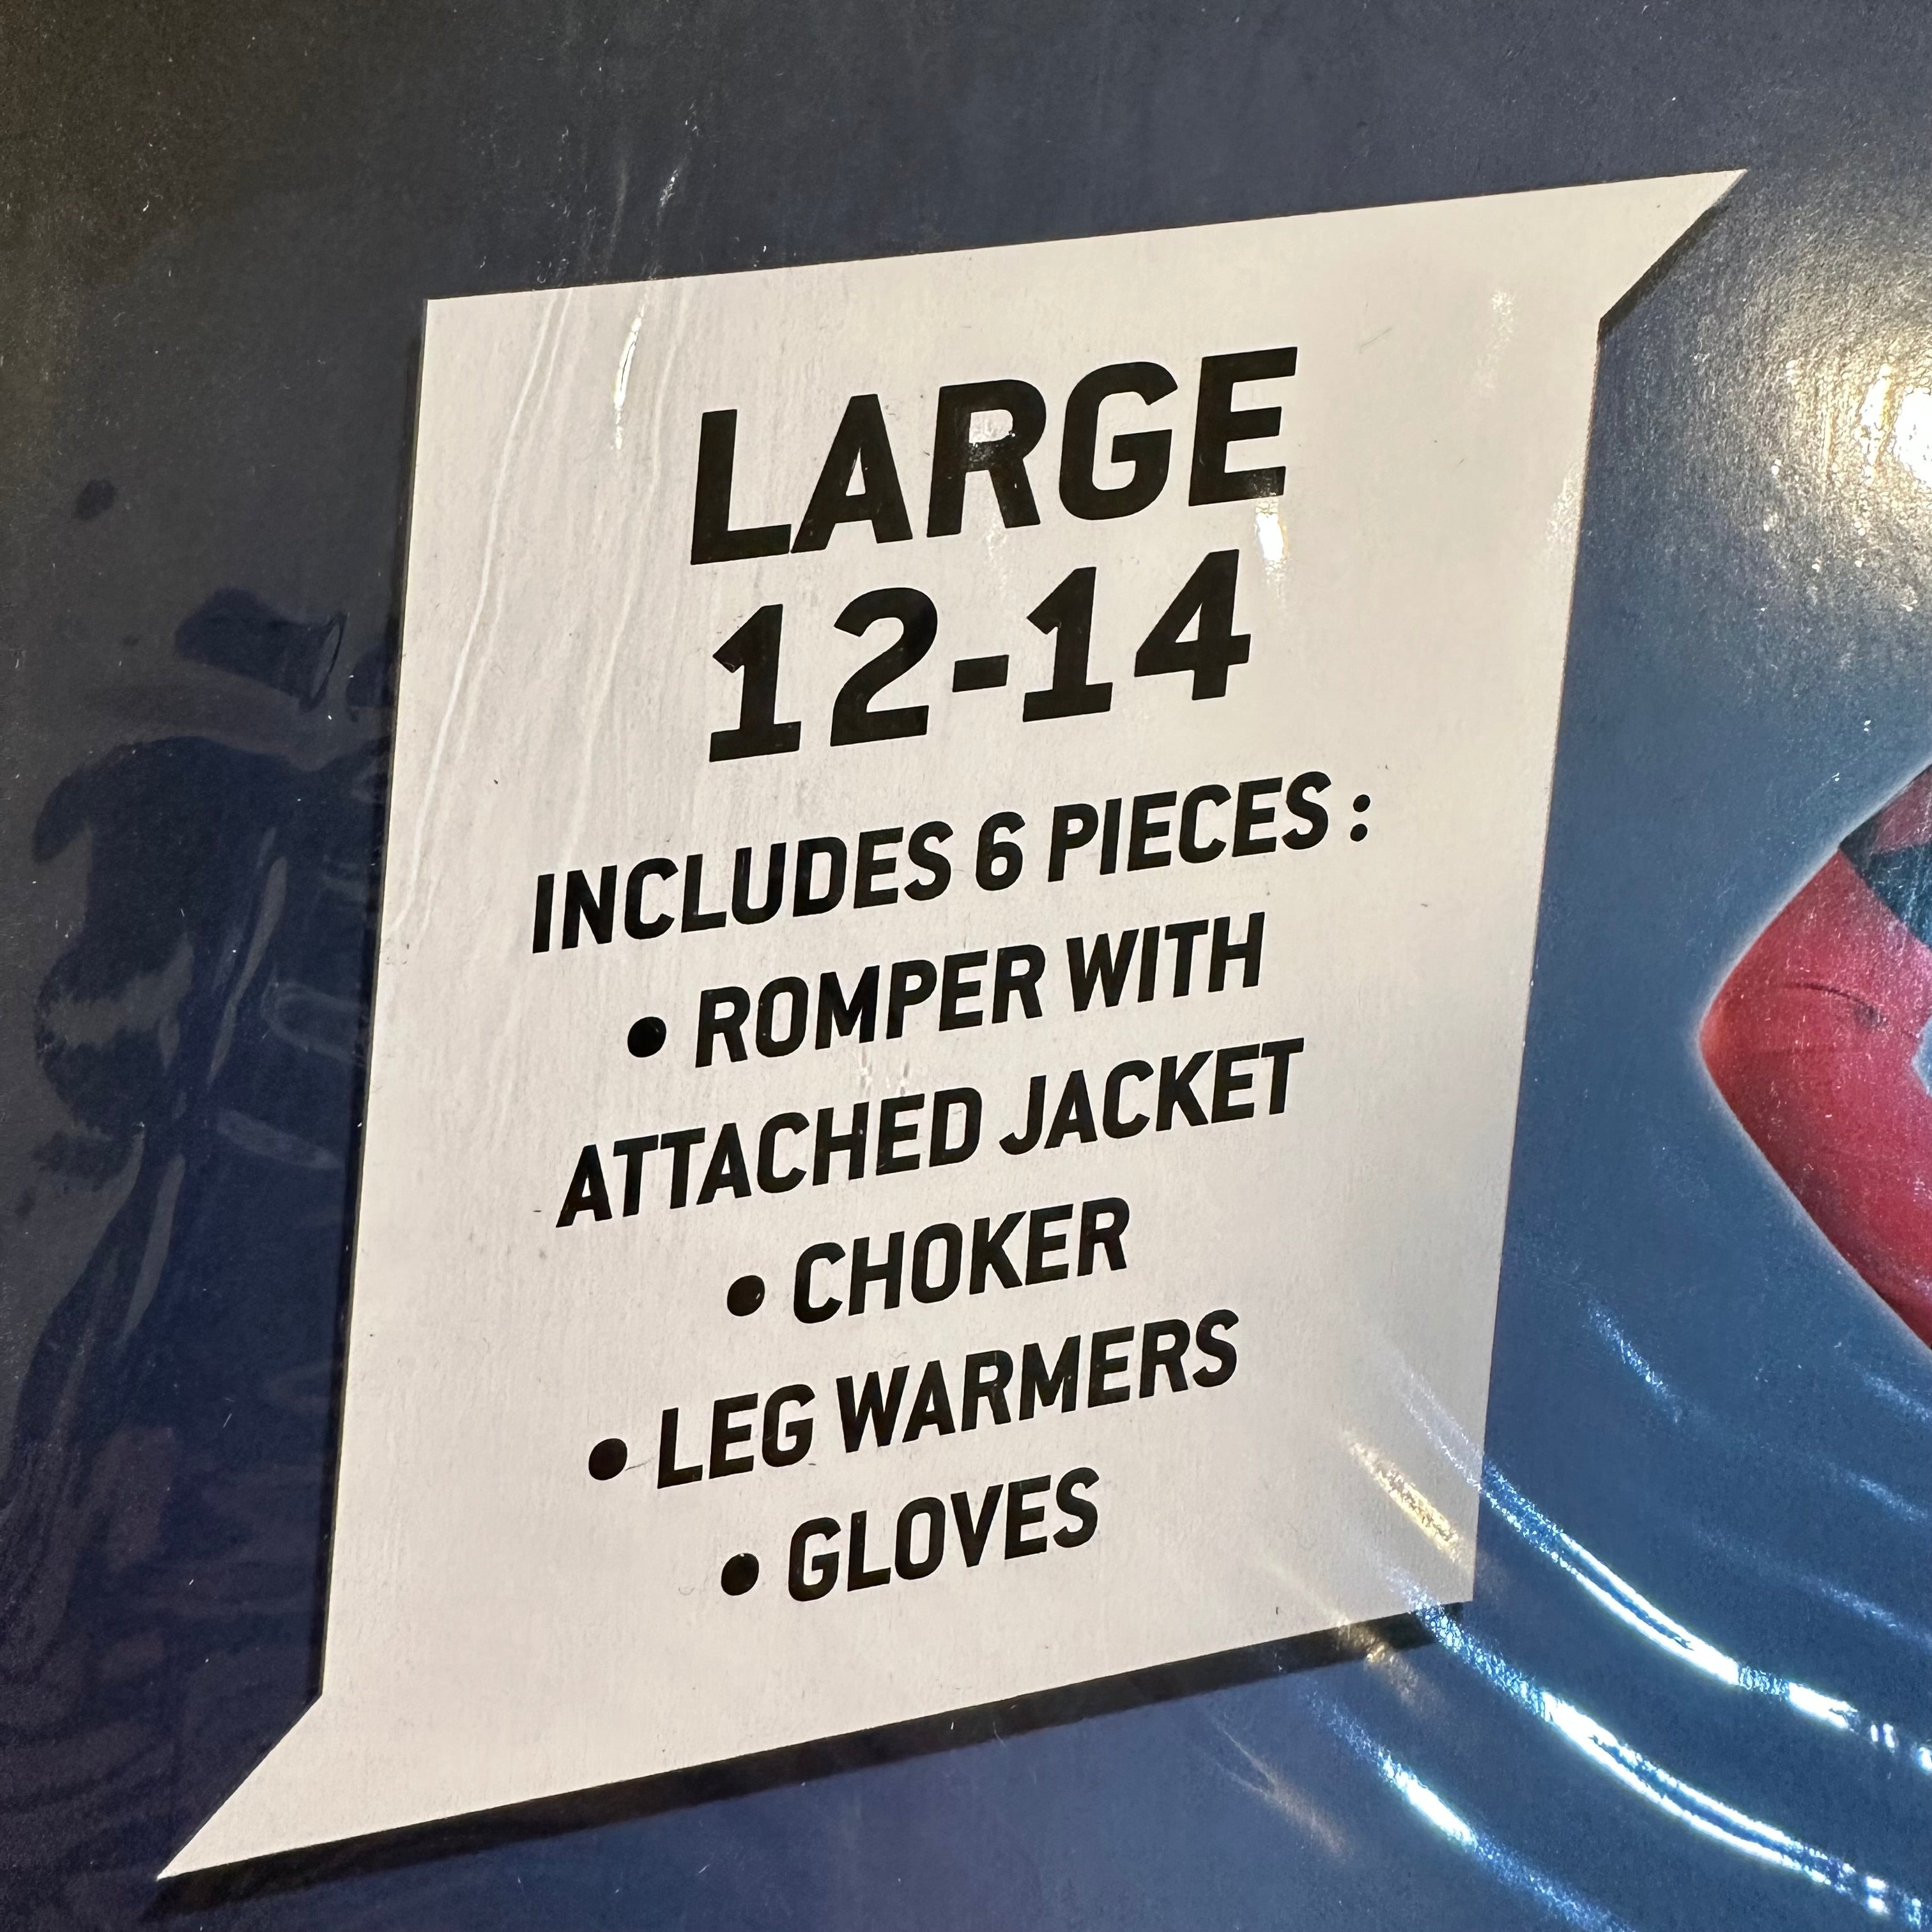 LARGE
12-14
INCLUDES 6 PIECES :
• ROMPER WITH
ATTACHED JACKET
• CHOKER
• LEG WARMERS
• GLOVES